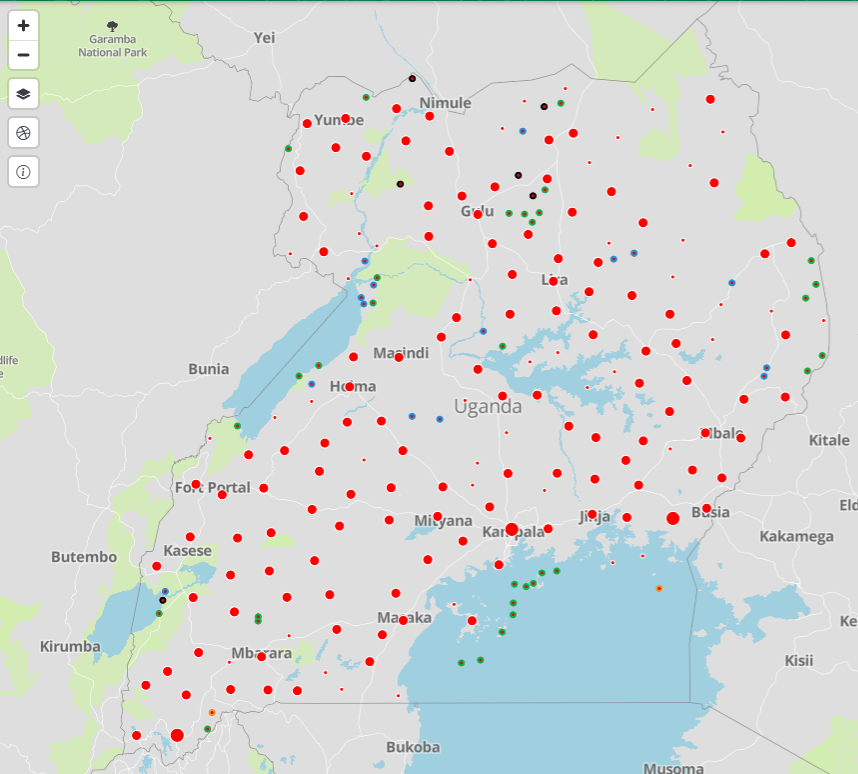 +
Garamba
National Park
Yei
−
Nimule
Yumbe
Gulu
Lira
Bunia
Masindi
Hoima
Uganda
Mbale
Kitale
Fort Portal
Mityana
Kampala
Jinja
Busia
Kakamega
Butembo
Kasese
Masaka
Kirumba
Mbarara
Kisii
Bukoba
Musoma